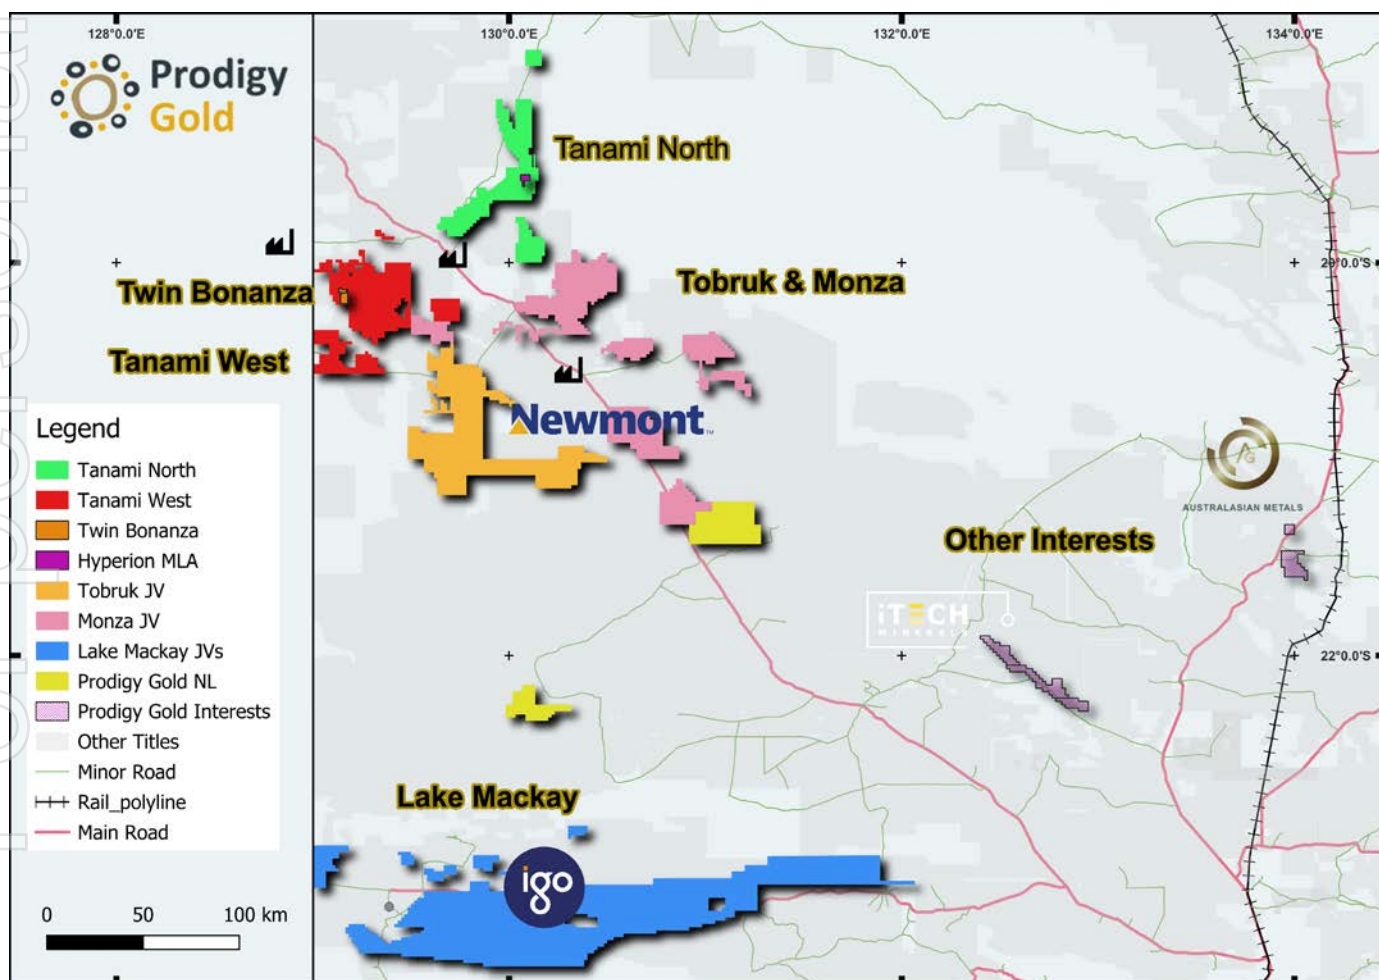 128°0.0'E
130°0.0'E
132°0.0'E
134°0.0'E
Prodigy
Gold
Tanami North
20°0.0'S
Twin Bonanza
Tobruk & Monza
Tanami West
Newmont™
Legend
Tanami North
Tanami West
Twin Bonanza
Hyperion MLA
Tobruk JV
Monza JV
Lake Mackay JVs
Prodigy Gold NL
Prodigy Gold Interests
Other Titles
Minor Road
Rail_polyline
Main Road
AUSTRALASIAN METALS
Other Interests
iTECH
MINERALS
22°0.0'S
Lake Mackay
igo
0 50 100 km